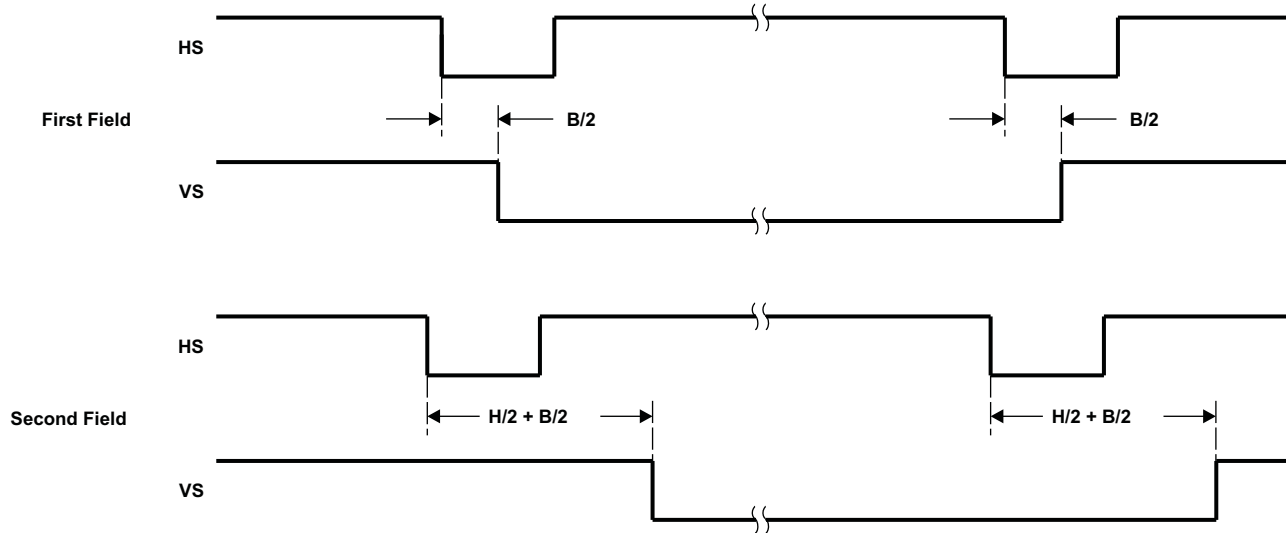 HS
First Field
B/2
B/2
VS
HS
Second Field
H/2 + B/2
H/2 + B/2
VS